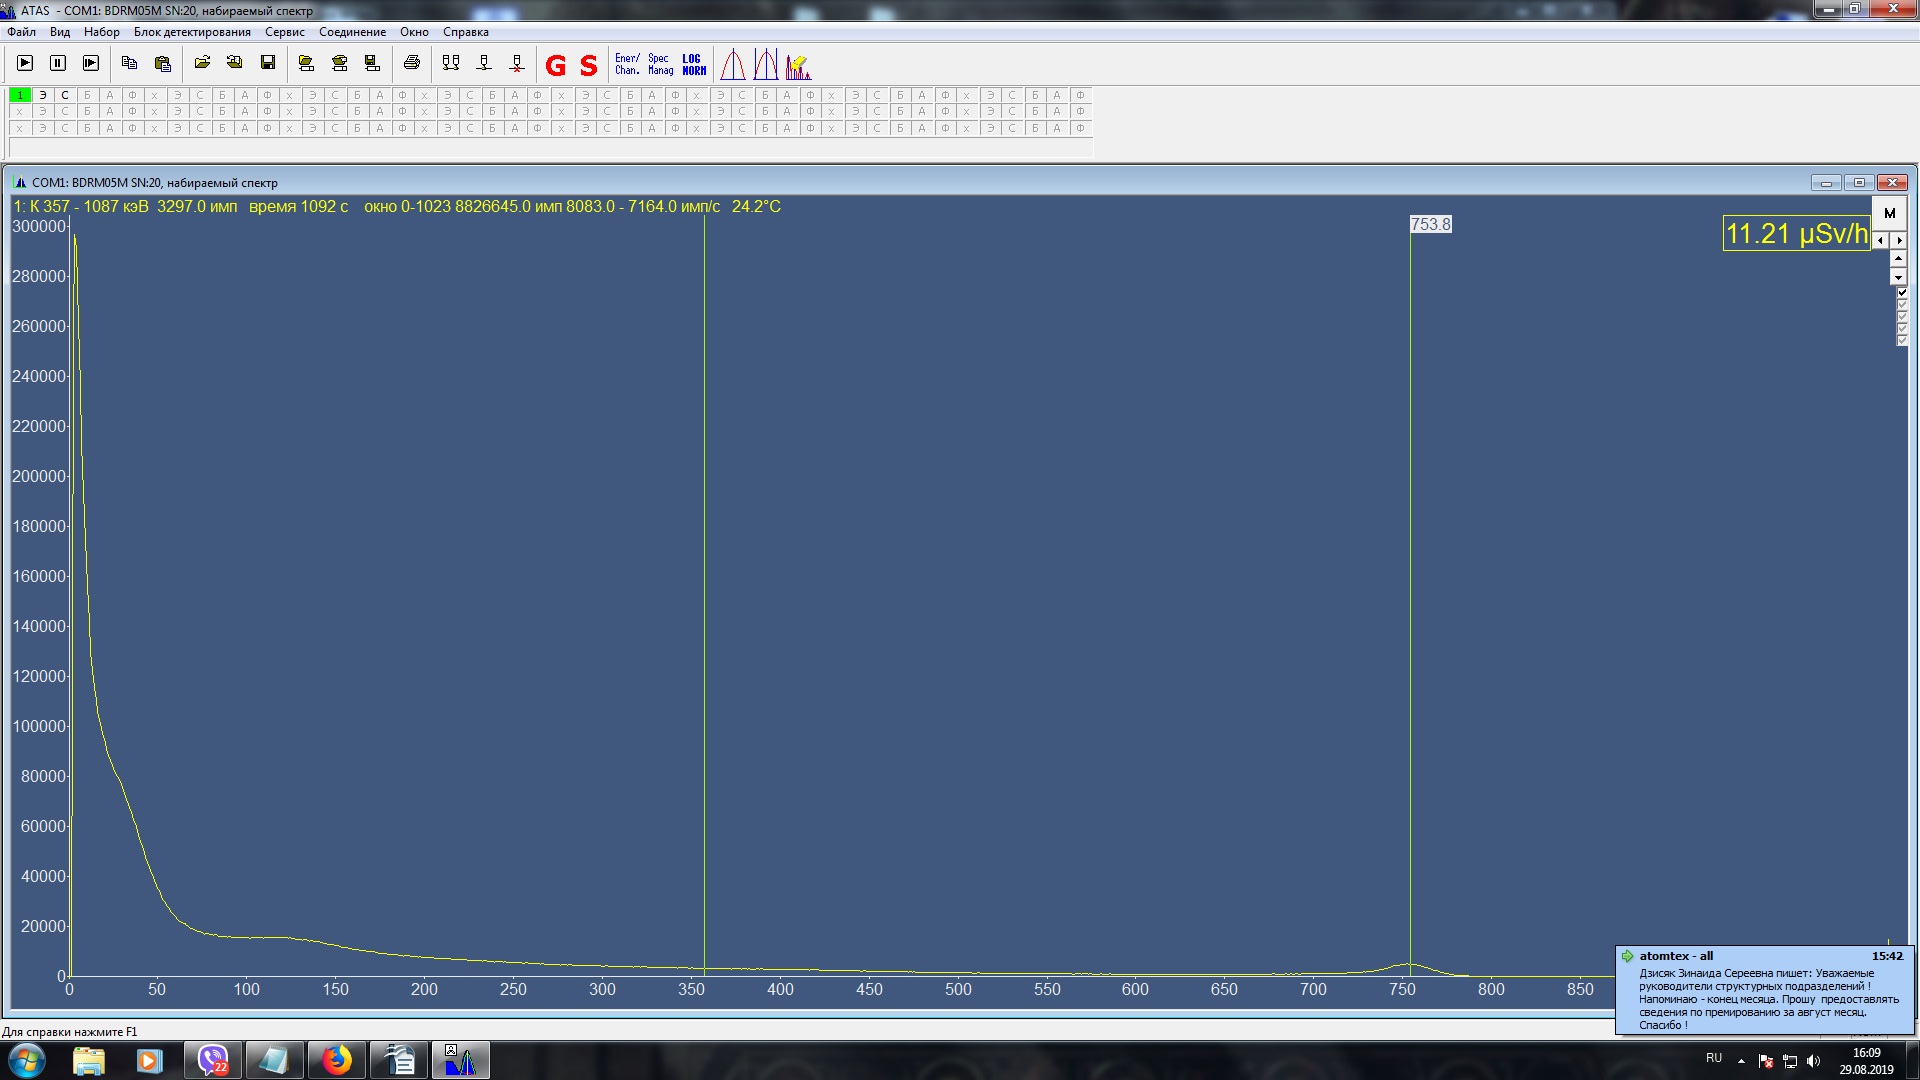 ATAS - COM1: BDRM05M SN:20, набираемый спектр
Файл Вид Набор Блок детектирования Сервис Соединение Окно Справка
G S Ener/ Chan. Spec Manag LOG NORM
1 Э С Б А Ф х Э С Б А Ф х Э С Б А Ф х Э С Б А Ф х Э С Б А Ф х Э С Б А Ф х Э С Б А Ф х Э С Б А Ф
х Э С Б А Ф х Э С Б А Ф х Э С Б А Ф х Э С Б А Ф х Э С Б А Ф х Э С Б А Ф х Э С Б А Ф х Э С Б А Ф
х Э С Б А Ф х Э С Б А Ф х Э С Б А Ф х Э С Б А Ф х Э С Б А Ф х Э С Б А Ф х Э С Б А Ф х Э С Б А Ф
COM1: BDRM05M SN:20, набираемый спектр
1: К 357 - 1087 кэВ 3297.0 имп время 1092 с окно 0-1023 8826645.0 имп 8083.0 - 7164.0 имп/с 24.2°C
М
753.8
11.21 µSv/h
300000
280000
260000
240000
220000
200000
180000
160000
140000
120000
100000
80000
60000
40000
20000
0
0 50 100 150 200 250 300 350 400 450 500 550 600 650 700 750 800 850
atomtex - all 15:42
Дзисяк Зинаида Сереевна пишет: Уважаемые
руководители структурных подразделений !
Напоминаю - конец месяца. Прошу предоставлять
сведения по премированию за август месяц.
Спасибо !
Для справки нажмите F1
22
RU
16:09
29.08.2019